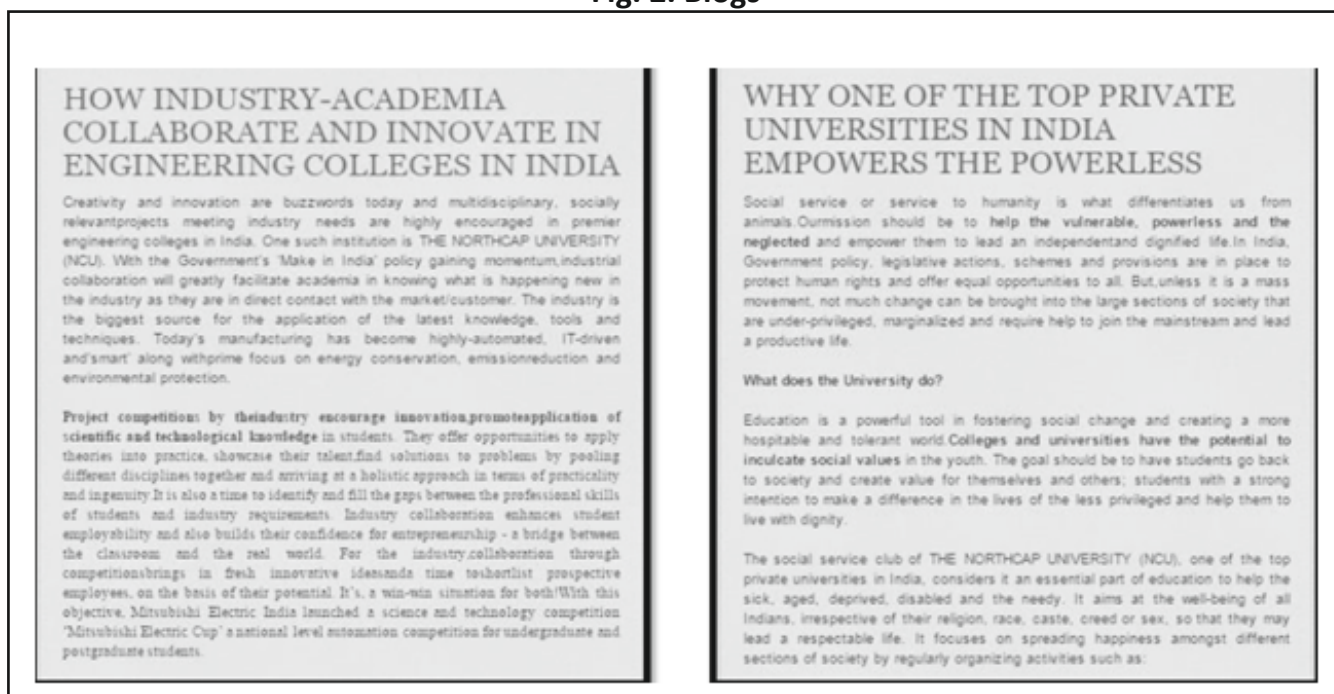 HOW INDUSTRY-ACADEMIA
COLLABORATE AND INNOVATE IN
ENGINEERING COLLEGES IN INDIA
Creativity and innovation are buzzwords today and multidisciplinary, socially
relevantprojects meeting industry needs are highly encouraged in premier
engineering colleges in India. One such institution is THE NORTHCAP UNIVERSITY
(NCU). With the Government's 'Make in India' policy gaining momentum,industrial
collaboration will greatly facilitate academia in knowing what is happening new in
the industry as they are in direct contact with the market/customer. The industry is
the biggest source for the application of the latest knowledge, tools and
techniques. Today's manufacturing has become highly-automated, IT-driven
and'smart' along withprime focus on energy conservation, emissionreduction and
environmental protection.
Project competitions by theindustry encourage innovation,promoteapplication of
scientific and technological knowledge in students. They offer opportunities to apply
theories into practice, showcase their talent,find solutions to problems by pooling
different disciplines together and arriving at a holistic approach in terms of practicality
and ingenuity.It is also a time to identify and fill the gaps between the professional skills
of students and industry requirements. Industry collaboration enhances student
employability and also builds their confidence for entrepreneurship - a bridge between
the classroom and the real world. For the industry,collaboration through
competitionsbrings in fresh innovative ideasanda time toshortlist prospective
employees, on the basis of their potential. It's, a win-win situation for both!With this
objective, Mitsubishi Electric India launched a science and technology competition
"Mitsubishi Electric Cup" a national level automation competition for undergraduate and
postgraduate students.
WHY ONE OF THE TOP PRIVATE
UNIVERSITIES IN INDIA
EMPOWERS THE POWERLESS
Social service or service to humanity is what differentiates us from
animals.Ourmission should be to help the vulnerable, powerless and the
neglected and empower them to lead an independentand dignified life.In India,
Government policy, legislative actions, schemes and provisions are in place to
protect human rights and offer equal opportunities to all. But,unless it is a mass
movement, not much change can be brought into the large sections of society that
are under-privileged, marginalized and require help to join the mainstream and lead
a productive life.
What does the University do?
Education is a powerful tool in fostering social change and creating a more
hospitable and tolerant world.Colleges and universities have the potential to
inculcate social values in the youth. The goal should be to have students go back
to society and create value for themselves and others; students with a strong
intention to make a difference in the lives of the less privileged and help them to
live with dignity.
The social service club of THE NORTHCAP UNIVERSITY (NCU), one of the top
private universities in India, considers it an essential part of education to help the
sick, aged, deprived, disabled and the needy. It aims at the well-being of all
Indians, irrespective of their religion, race, caste, creed or sex, so that they may
lead a respectable life. It focuses on spreading happiness amongst different
sections of society by regularly organizing activities such as: